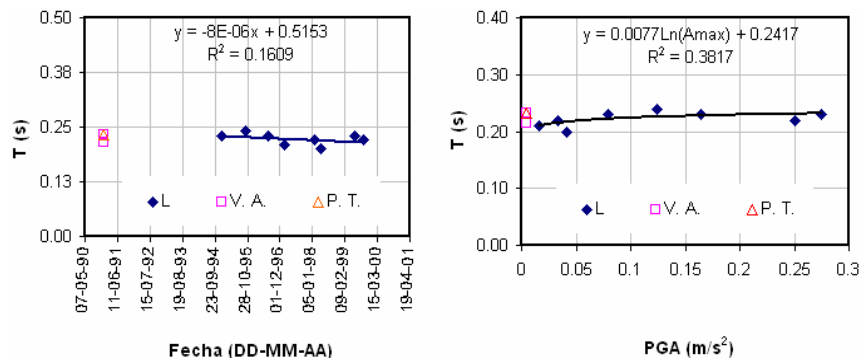 y = -8E-06x + 0.5153
R² = 0.1609
T (s)
0.50
0.38
0.25
0.13
0.00
L
V. A.
P. T.
07-05-90
11-06-91
15-07-92
19-08-93
23-09-94
28-10-95
01-12-96
05-01-98
09-02-99
15-03-00
19-04-01
Fecha (DD-MM-AA)
y = 0.0077Ln(Amax) + 0.2417
R² = 0.3817
T (s)
0.40
0.30
0.20
0.10
0.00
L
V. A.
P. T.
0
0.05
0.1
0.15
0.2
0.25
0.3
PGA (m/s²)